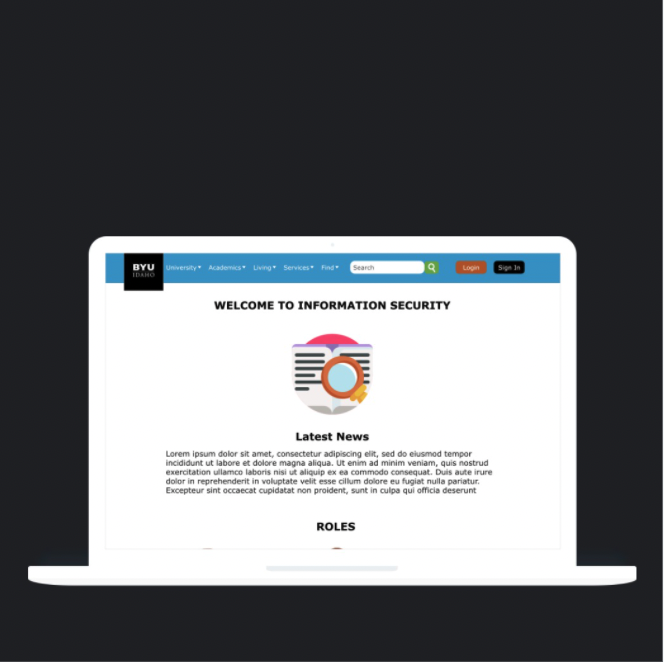 BYU
IDAHO
University Academics Living Services Find Search Login Sign In
WELCOME TO INFORMATION SECURITY
Latest News
Lorem ipsum dolor sit amet, consectetur adipiscing elit, sed do eiusmod tempor
incididunt ut labore et dolore magna aliqua. Ut enim ad minim veniam, quis nostrud
exercitation ullamco laboris nisi ut aliquip ex ea commodo consequat. Duis aute irure
dolor in reprehenderit in voluptate velit esse cillum dolore eu fugiat nulla pariatur.
Excepteur sint occaecat cupidatat non proident, sunt in culpa qui officia deserunt
ROLES